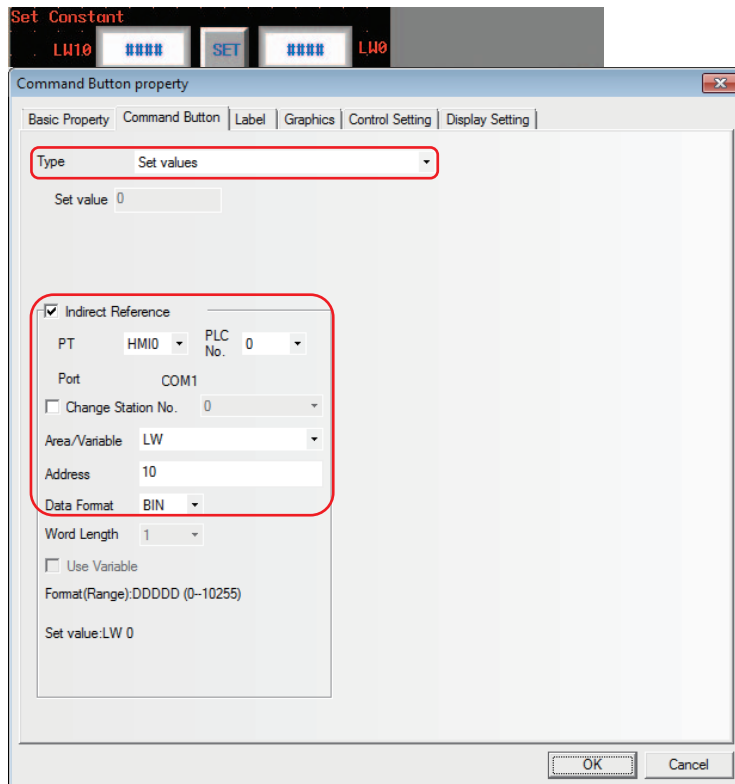 Set Constant
LW10 #### SET #### LW0
Command Button property
Basic Property Command Button Label Graphics Control Setting Display Setting
Type Set values
Set value 0
Indirect Reference
PT HMI0 PLC No. 0
Port COM1
Change Station No. 0
Area/Variable LW
Address 10
Data Format BIN
Word Length 1
Use Variable
Format(Range):DDDDD (0--10255)
Set value:LW 0
OK Cancel